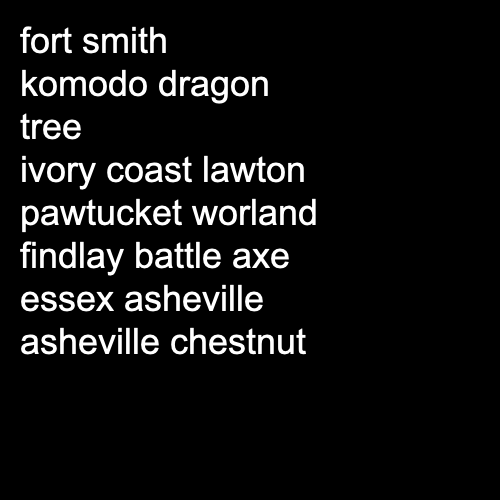 fort smith
komodo dragon
tree
ivory coast lawton
pawtucket worland
findlay battle axe
essex asheville
asheville chestnut